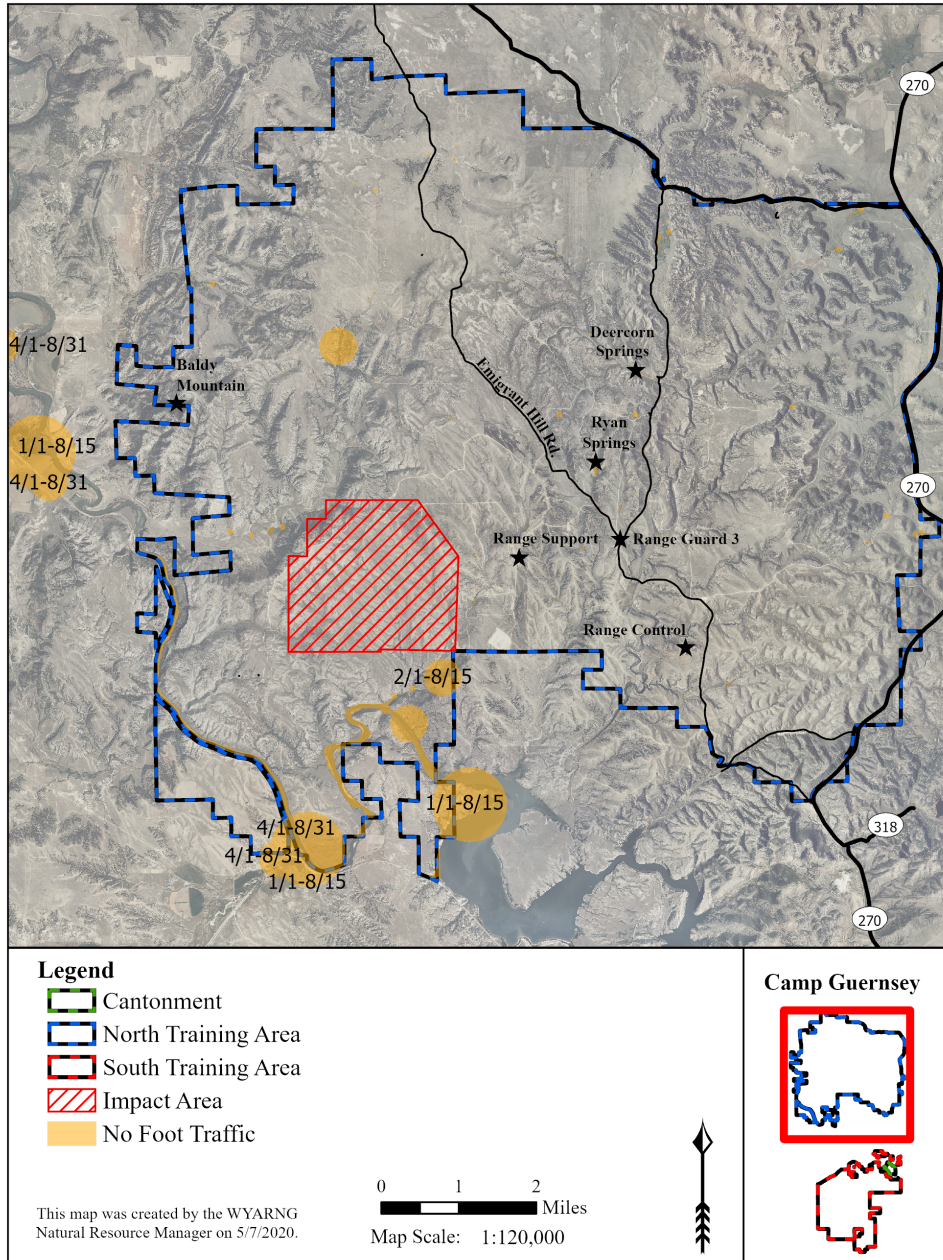 270
Deercorn
Springs
4/1-8/31
Baldy
Mountain
Emigrant Hill Rd.
Ryan
Springs
1/1-8/15
4/1-8/31
270
Range Support
Range Guard 3
Range Control
2/1-8/15
1/1-8/15
4/1-8/31
318
4/1-8/31
1/1-8/15
270
Legend
Cantonment
North Training Area
South Training Area
Impact Area
No Foot Traffic
This map was created by the WYARNG
Natural Resource Manager on 5/7/2020.
0 1 2
Miles
Map Scale: 1:120,000
Camp Guernsey